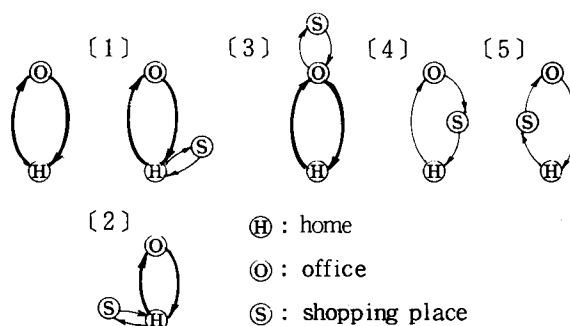 〔1〕 〔3〕 〔4〕 〔5〕
S
O O O O O
S S
S
H H H H H
〔2〕
O
S H
Ⓗ : home
Ⓞ : office
Ⓢ : shopping place